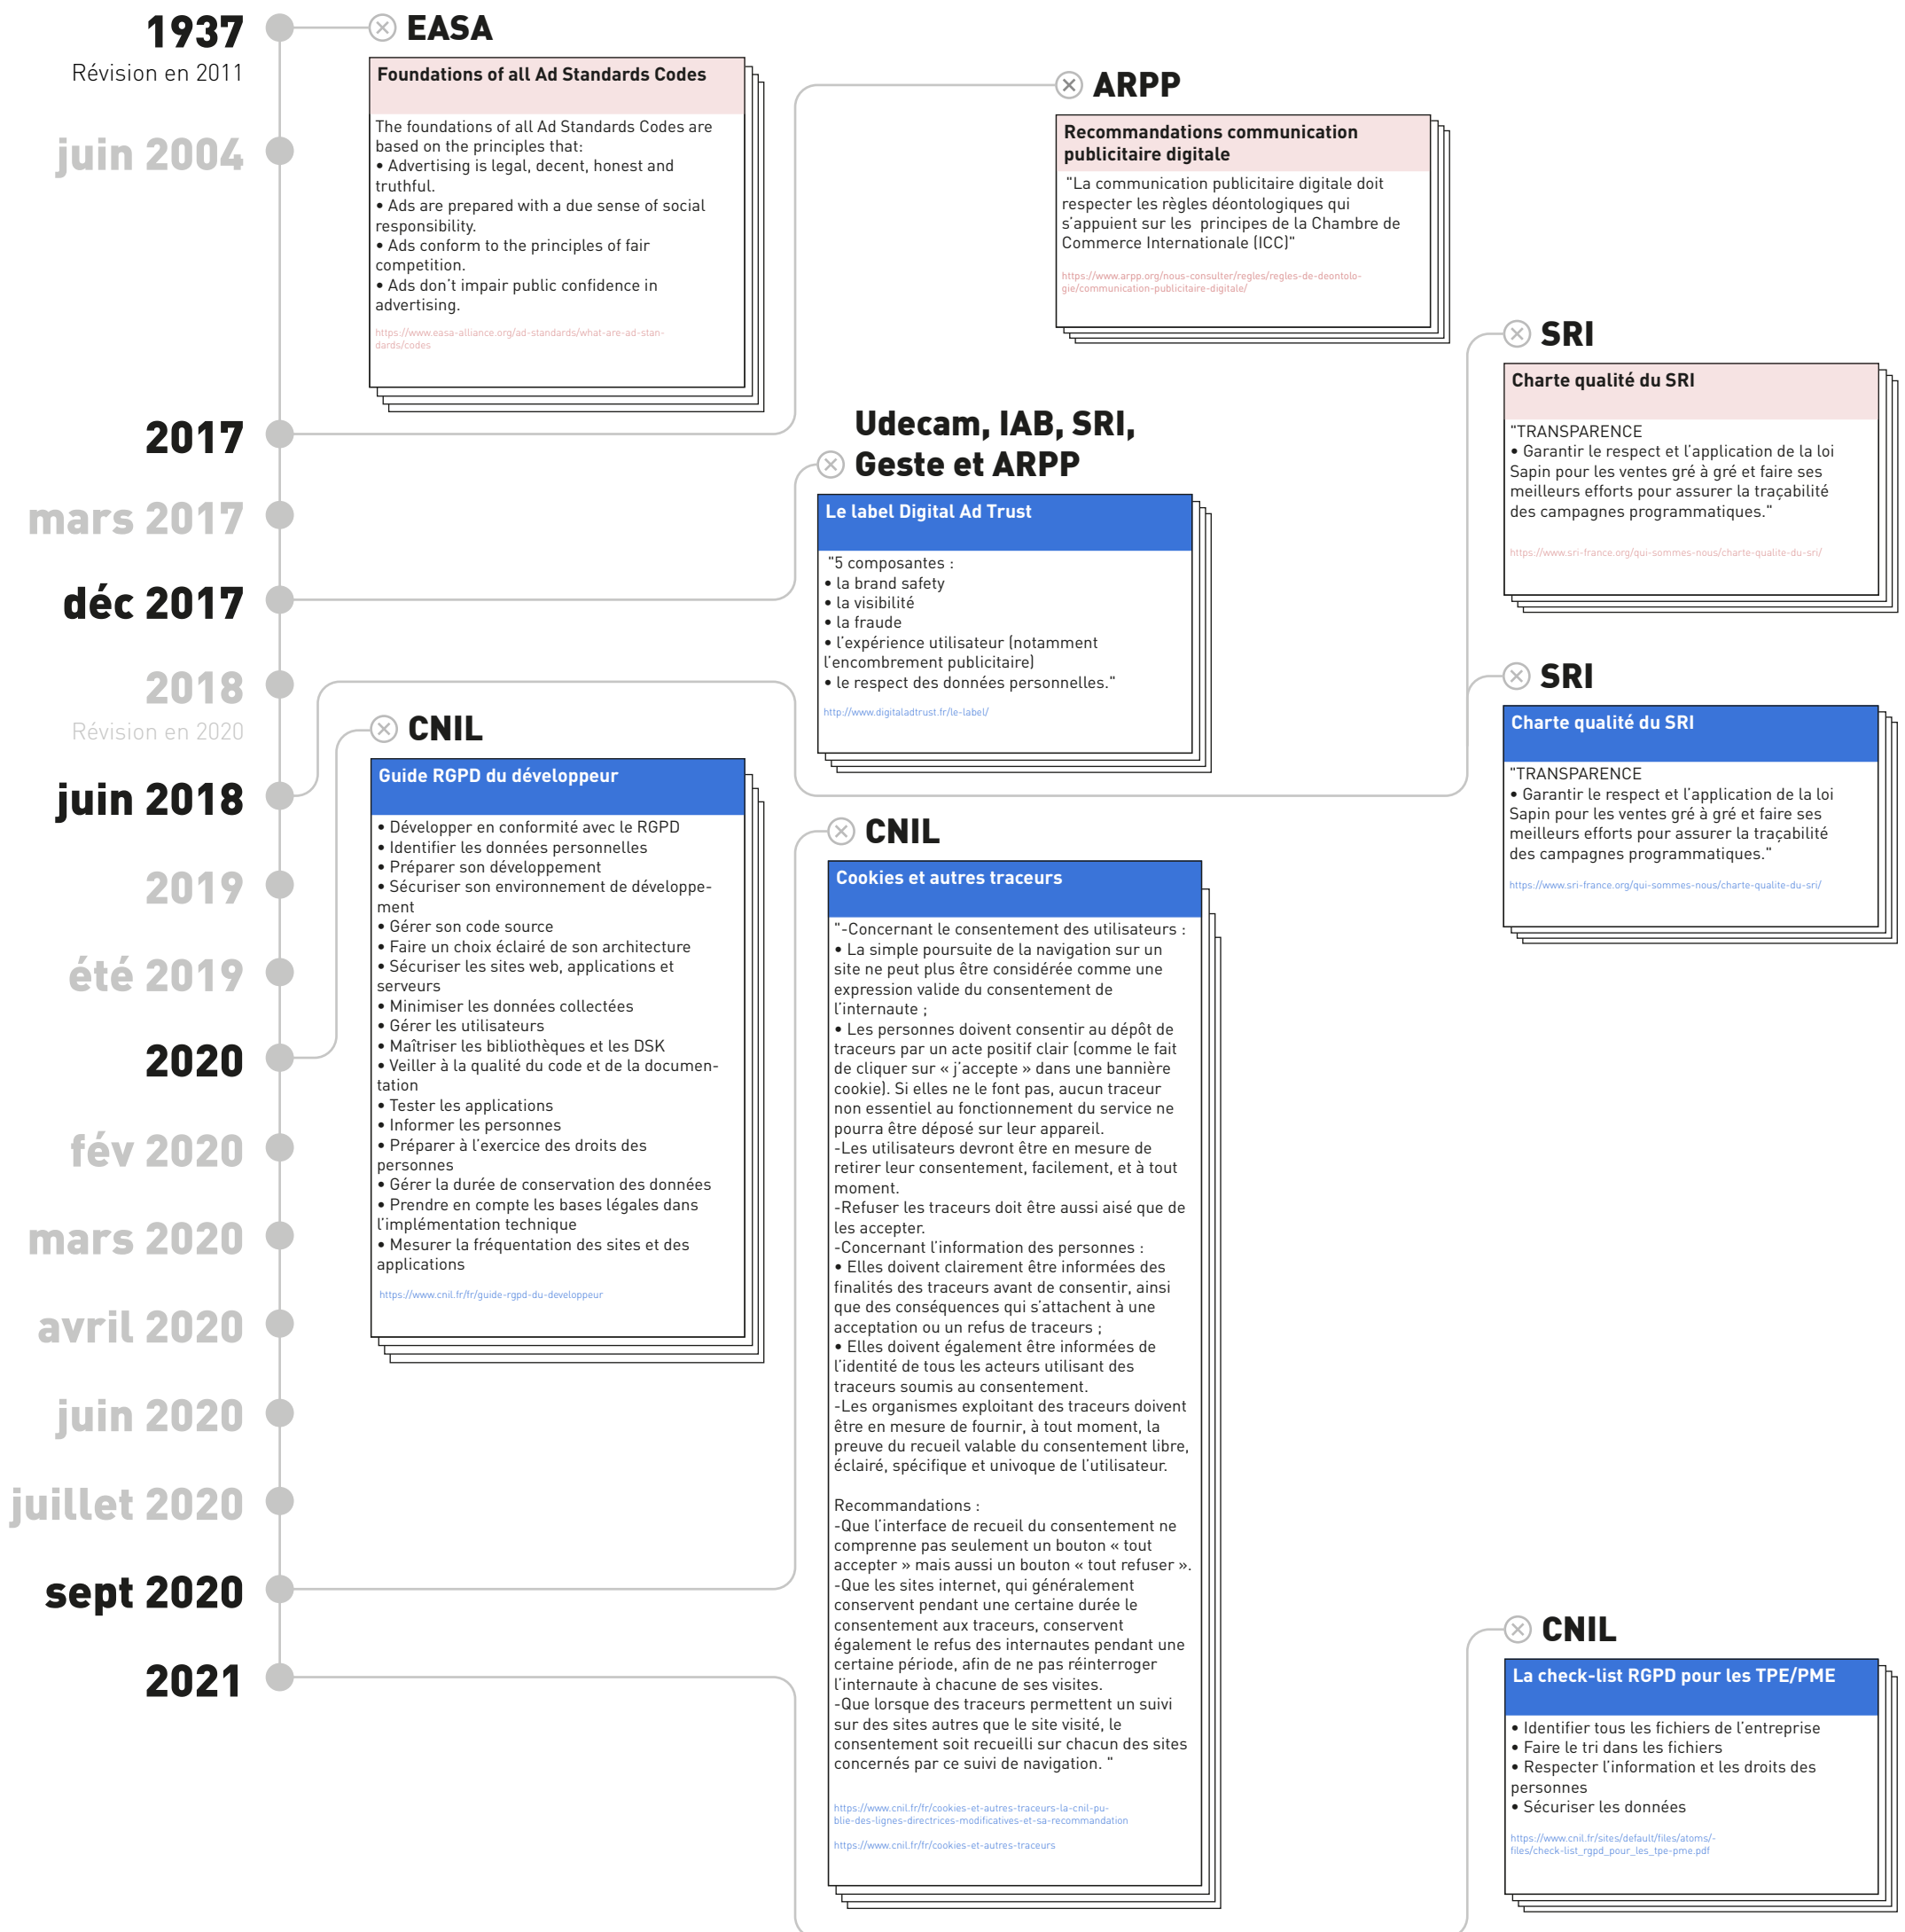 1937
Révision en 2011
juin 2004
2017
mars 2017
déc 2017
2018
Révision en 2020
juin 2018
2019
été 2019
2020
fév 2020
mars 2020
avril 2020
juin 2020
juillet 2020
sept 2020
2021
EASA
Foundations of all Ad Standards Codes
The foundations of all Ad Standards Codes are
based on the principles that:
• Advertising is legal, decent, honest and
truthful.
• Ads are prepared with a due sense of social
responsibility.
• Ads conform to the principles of fair
competition.
• Ads don't impair public confidence in
advertising.
https://www.easa-alliance.org/ad-standards/what-are-ad-stan-
dards/codes
ARPP
Recommandations communication
publicitaire digitale
"La communication publicitaire digitale doit
respecter les règles déontologiques qui
s'appuient sur les principes de la Chambre de
Commerce Internationale (ICC)"
https://www.arpp.org/nous-consulter/regles/regles-de-deontolo-
gie/communication-publicitaire-digitale/
SRI
Charte qualité du SRI
"TRANSPARENCE
• Garantir le respect et l'application de la loi
Sapin pour les ventes gré à gré et faire ses
meilleurs efforts pour assurer la traçabilité
des campagnes programmatiques."
https://www.sri-france.org/qui-sommes-nous/charte-qualite-du-sri/
Udecam, IAB, SRI,
Geste et ARPP
Le label Digital Ad Trust
"5 composantes :
• la brand safety
• la visibilité
• la fraude
• l'expérience utilisateur (notamment
l'encombrement publicitaire)
• le respect des données personnelles."
http://www.digitaladtrust.fr/le-label/
SRI
Charte qualité du SRI
"TRANSPARENCE
• Garantir le respect et l'application de la loi
Sapin pour les ventes gré à gré et faire ses
meilleurs efforts pour assurer la traçabilité
des campagnes programmatiques."
https://www.sri-france.org/qui-sommes-nous/charte-qualite-du-sri/
CNIL
Guide RGPD du développeur
• Développer en conformité avec le RGPD
• Identifier les données personnelles
• Préparer son développement
• Sécuriser son environnement de développe-
ment
• Gérer son code source
• Faire un choix éclairé de son architecture
• Sécuriser les sites web, applications et
serveurs
• Minimiser les données collectées
• Gérer les utilisateurs
• Maîtriser les bibliothèques et les DSK
• Veiller à la qualité du code et de la documen-
tation
• Tester les applications
• Informer les personnes
• Préparer à l'exercice des droits des
personnes
• Gérer la durée de conservation des données
• Prendre en compte les bases légales dans
l'implémentation technique
• Mesurer la fréquentation des sites et des
applications
https://www.cnil.fr/fr/guide-rgpd-du-developpeur
CNIL
Cookies et autres traceurs
"-Concernant le consentement des utilisateurs :
• La simple poursuite de la navigation sur un
site ne peut plus être considérée comme une
expression valide du consentement de
l'internaute ;
• Les personnes doivent consentir au dépôt de
traceurs par un acte positif clair (comme le fait
de cliquer sur « j'accepte » dans une bannière
cookie). Si elles ne le font pas, aucun traceur
non essentiel au fonctionnement du service ne
pourra être déposé sur leur appareil.
-Les utilisateurs devront être en mesure de
retirer leur consentement, facilement, et à tout
moment.
-Refuser les traceurs doit être aussi aisé que de
les accepter.
-Concernant l'information des personnes :
• Elles doivent clairement être informées des
finalités des traceurs avant de consentir, ainsi
que des conséquences qui s'attachent à une
acceptation ou un refus de traceurs ;
• Elles doivent également être informées de
l'identité de tous les acteurs utilisant des
traceurs soumis au consentement.
-Les organismes exploitant des traceurs doivent
être en mesure de fournir, à tout moment, la
preuve du recueil valable du consentement libre,
éclairé, spécifique et univoque de l'utilisateur.
Recommandations :
-Que l'interface de recueil du consentement ne
comprenne pas seulement un bouton « tout
accepter » mais aussi un bouton « tout refuser ».
-Que les sites internet, qui généralement
conservent pendant une certaine durée le
consentement aux traceurs, conservent
également le refus des internautes pendant une
certaine période, afin de ne pas réinterroger
l'internaute à chacune de ses visites.
-Que lorsque des traceurs permettent un suivi
sur des sites autres que le site visité, le
consentement soit recueilli sur chacun des sites
concernés par ce suivi de navigation. "
https://www.cnil.fr/fr/cookies-et-autres-traceurs-la-cnil-pu-
blie-des-lignes-directrices-modificatives-et-sa-recommandation
https://www.cnil.fr/fr/cookies-et-autres-traceurs
CNIL
La check-list RGPD pour les TPE/PME
• Identifier tous les fichiers de l'entreprise
• Faire le tri dans les fichiers
• Respecter l'information et les droits des
personnes
• Sécuriser les données
https://www.cnil.fr/sites/default/files/atoms/-
files/check-list_rgpd_pour_les_tpe-pme.pdf